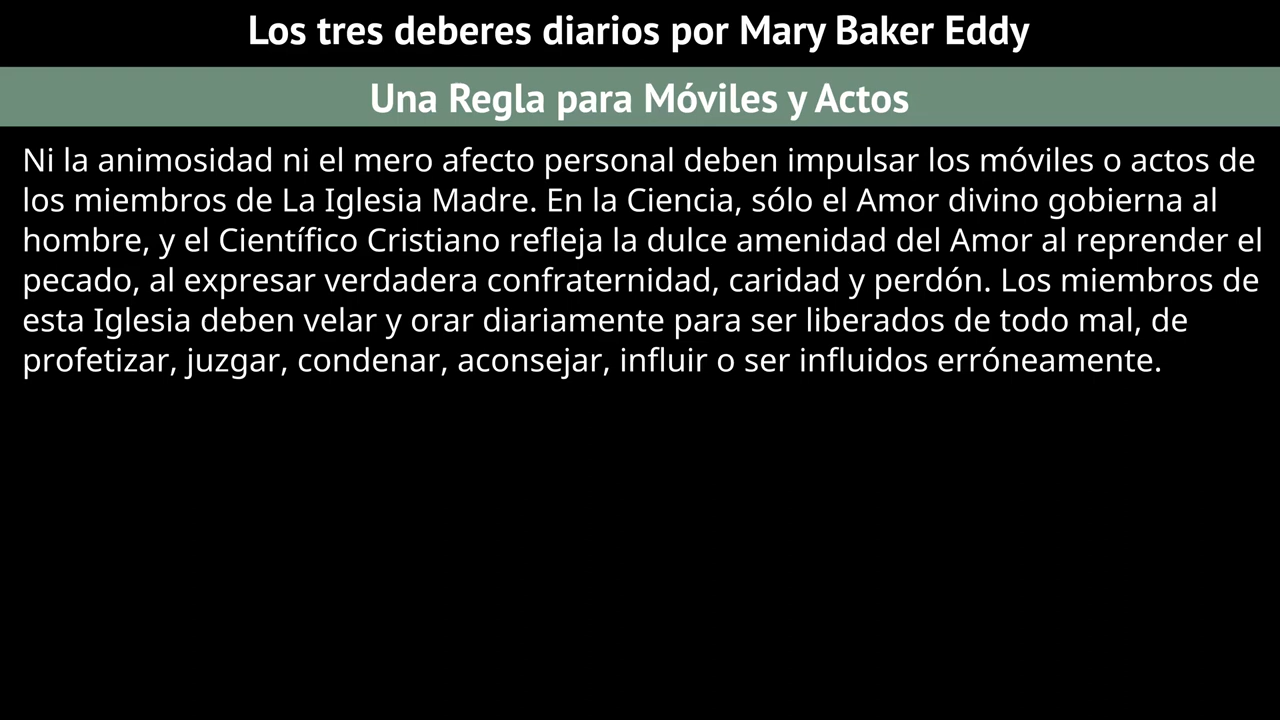 Los tres deberes diarios por Mary Baker Eddy
Una Regla para Móviles y Actos
Ni la animosidad ni el mero afecto personal deben impulsar los móviles o actos de
los miembros de La Iglesia Madre. En la Ciencia, sólo el Amor divino gobierna al
hombre, y el Científico Cristiano refleja la dulce amenidad del Amor al reprender el
pecado, al expresar verdadera confraternidad, caridad y perdón. Los miembros de
esta Iglesia deben velar y orar diariamente para ser liberados de todo mal, de
profetizar, juzgar, condenar, aconsejar, influir o ser influidos erróneamente.